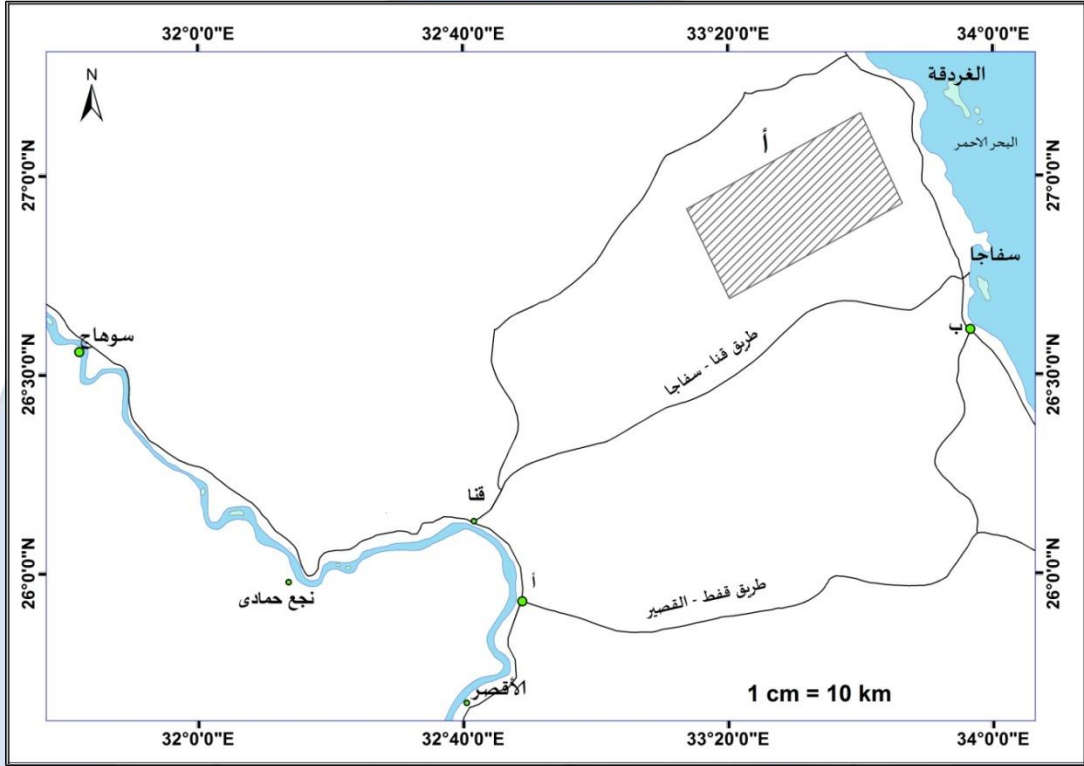 32°0'0"E
32°40'0"E
33°20'0"E
34°0'0"E
N
الغردقة
أ
البحر الاحمر
27°0'0"N
27°0'0"N
سفاجا
سوهاج
ب
طريق قنا - سفاجا
26°30'0"N
26°30'0"N
قنا
أ
26°0'0"N
26°0'0"N
نجع حمادى
طريق قفط - القصير
الأقصر
1 cm = 10 km
32°0'0"E
32°40'0"E
33°20'0"E
34°0'0"E